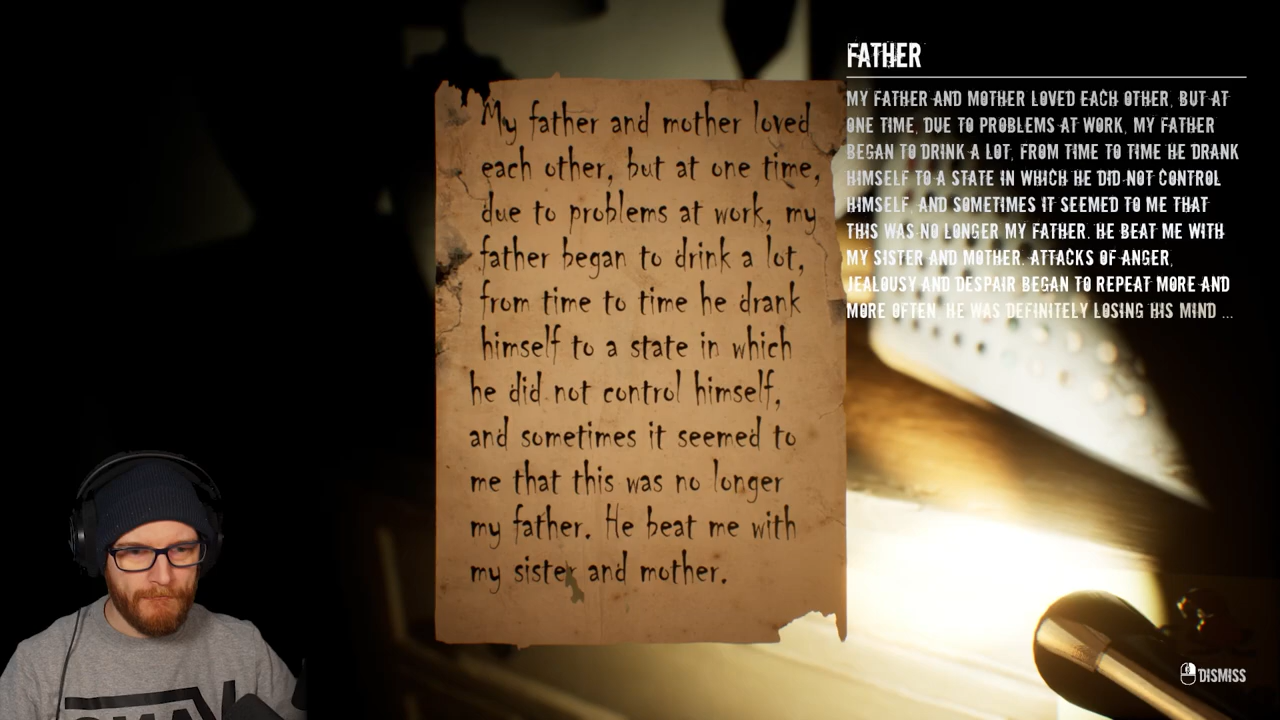 My father and mother loved
each other, but at one time,
due to problems at work, my
father began to drink a lot,
from time to time he drank
himself to a state in which
he did not control himself,
and sometimes it seemed to
me that this was no longer
my father. He beat me with
my sister and mother.
FATHER
MY FATHER AND MOTHER LOVED EACH OTHER, BUT AT
ONE TIME, DUE TO PROBLEMS AT WORK, MY FATHER
BEGAN TO DRINK A LOT, FROM TIME TO TIME HE DRANK
HIMSELF TO A STATE IN WHICH HE DID NOT CONTROL
HIMSELF, AND SOMETIMES IT SEEMED TO ME THAT
THIS WAS NO LONGER MY FATHER. HE BEAT ME WITH
MY SISTER AND MOTHER. ATTACKS OF ANGER,
JEALOUSY AND DESPAIR BEGAN TO REPEAT MORE AND
MORE OFTEN. HE WAS DEFINITELY LOSING HIS MIND ...
DISMISS